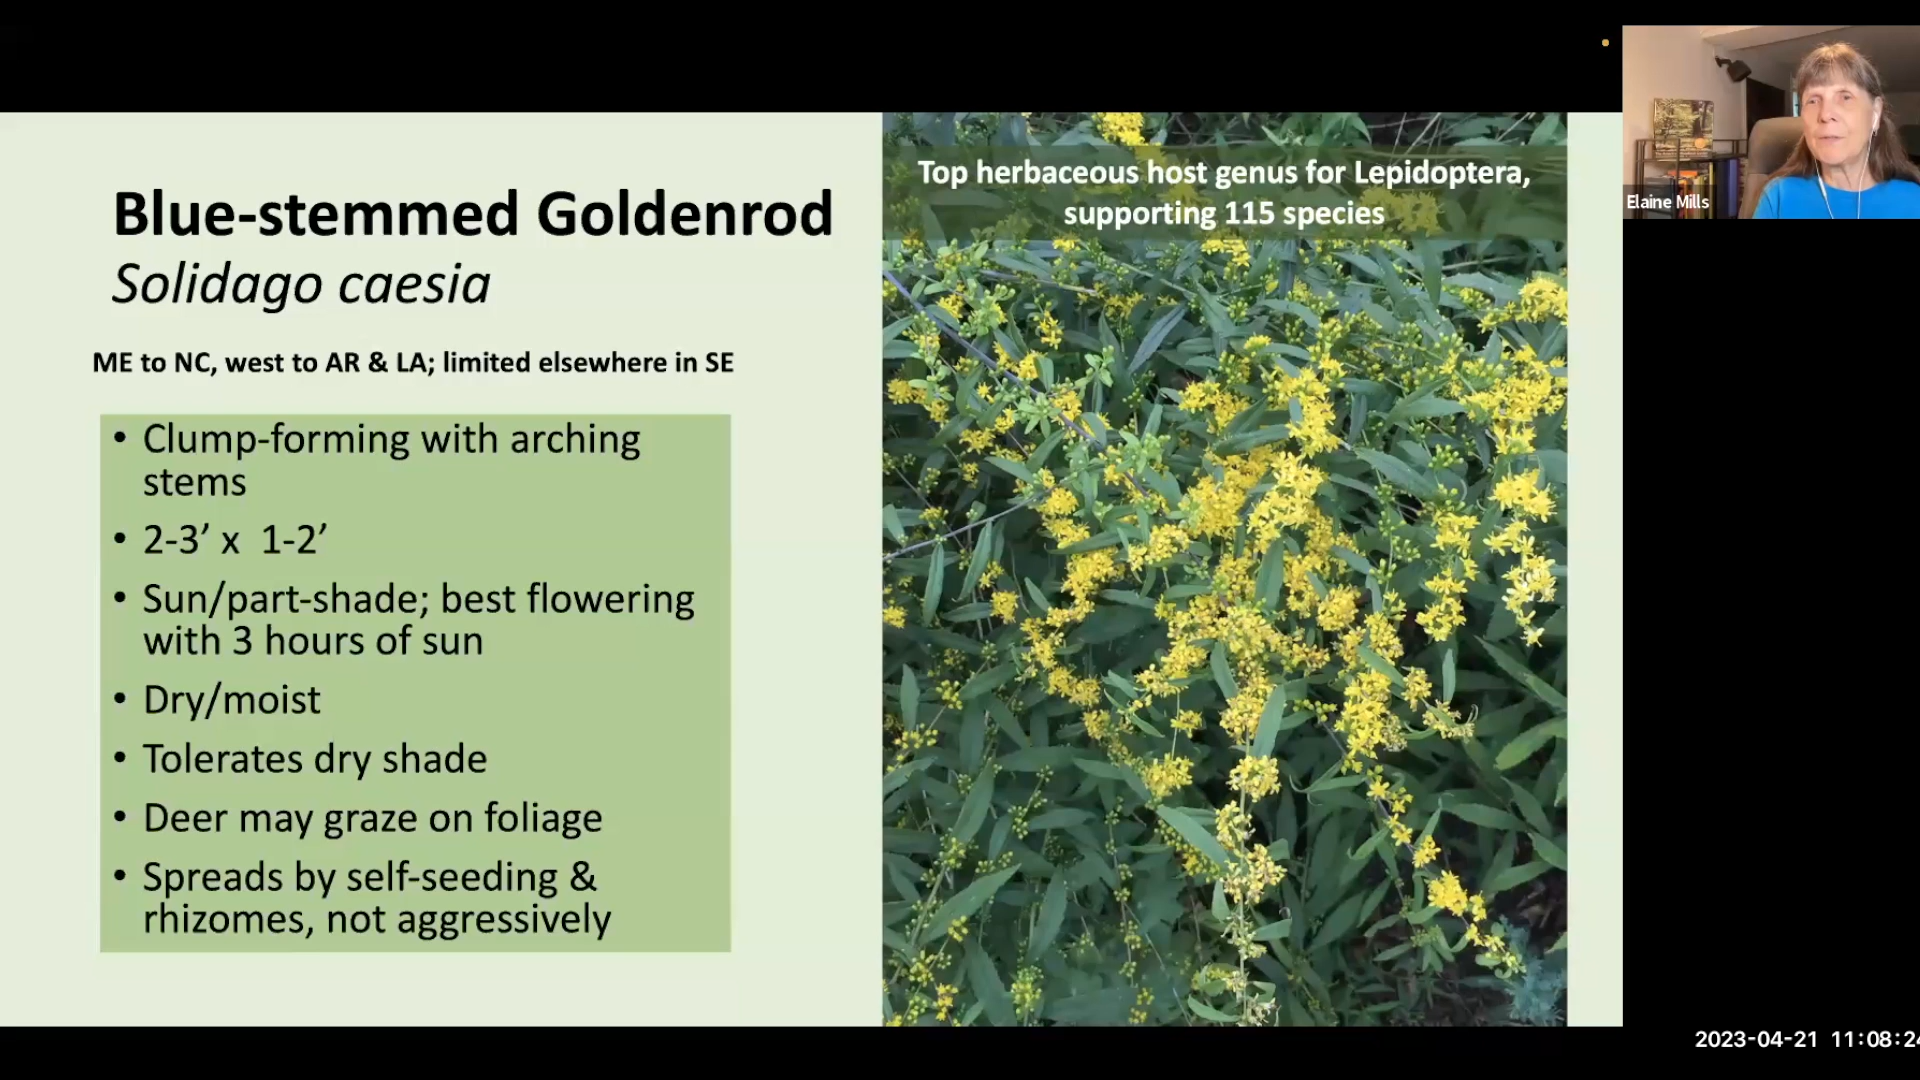 Blue-stemmed Goldenrod
Solidago caesia
ME to NC, west to AR & LA; limited elsewhere in SE
• Clump-forming with arching
stems
• 2-3’ x 1-2’
• Sun/part-shade; best flowering
with 3 hours of sun
• Dry/moist
• Tolerates dry shade
• Deer may graze on foliage
• Spreads by self-seeding &
rhizomes, not aggressively
Top herbaceous host genus for Lepidoptera,
supporting 115 species
Elaine Mills
2023-04-21 11:08:24